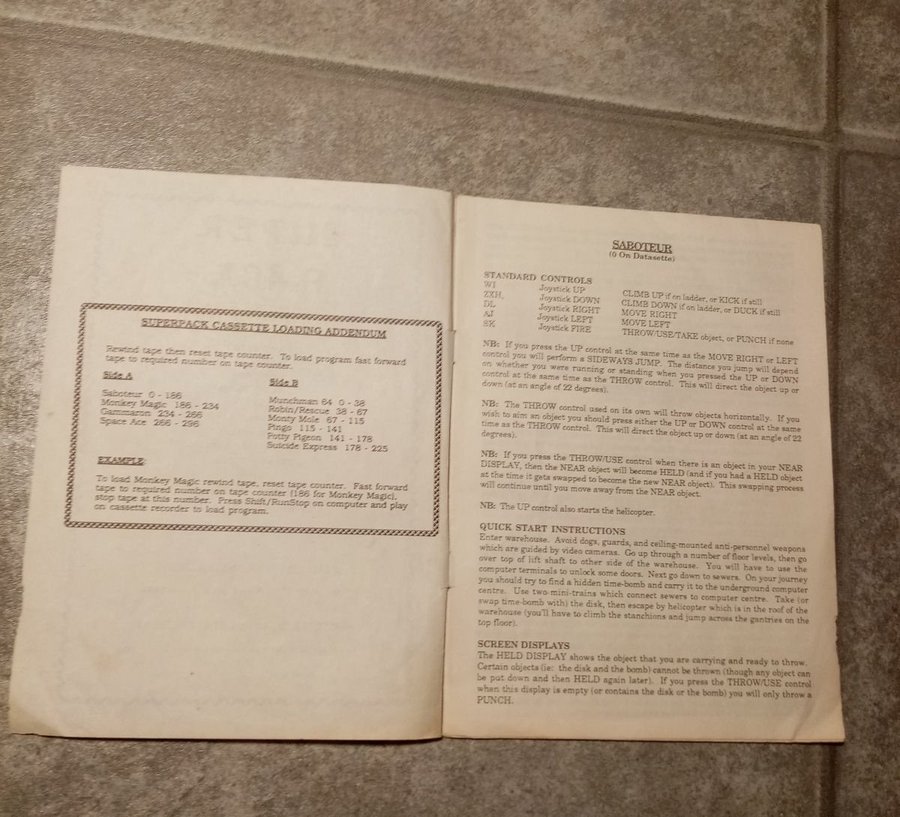 SUPERPACK CASSETTE LOADING ADDENDUM
Rewind tape then reset tape counter. To load program fast forward
tape to required number on tape counter.
Side A
Saboteur 0 - 186
Monkey Magic 186 - 234
Gammaron 234 - 266
Space Ace 266 - 296
Side B
Munchman 64 0 - 38
Robin/Rescue 38 - 67
Monty Mole 67 - 115
Pingo 115 - 141
Potty Pigeon 141 - 178
Suicide Express 178 - 225
EXAMPLE:
To load Monkey Magic rewind tape, reset tape counter. Fast forward
tape to required number on tape counter (186 for Monkey Magic),
stop tape at this number. Press Shift/RunStop on computer and play
on cassette recorder to load program.
SABOTEUR
(0 On Datasette)
STANDARD CONTROLS
WI Joystick UP CLIMB UP if on ladder, or KICK if still
ZXH, Joystick DOWN CLIMB DOWN if on ladder, or DUCK if still
DL Joystick RIGHT MOVE RIGHT
AJ Joystick LEFT MOVE LEFT
SK Joystick FIRE THROW/USE/TAKE object, or PUNCH if none
NB: If you press the UP control at the same time as the MOVE RIGHT or LEFT
control you will perform a SIDEWAYS JUMP. The distance you jump will depend
on whether you were running or standing when you pressed the UP or DOWN
control at the same time as the THROW control. This will direct the object up or
down (at an angle of 22 degrees).
NB: The THROW control used on its own will throw objects horizontally. If you
wish to aim an object you should press either the UP or DOWN control at the same
time as the THROW control. This will direct the object up or down (at an angle of 22
degrees).
NB: If you press the THROW/USE control when there is an object in your NEAR
DISPLAY, then the NEAR object will become HELD (and if you had a HELD object
at the time it gets swapped to become the new NEAR object). This swapping process
will continue until you move away from the NEAR object.
NB: The UP control also starts the helicopter.
QUICK START INSTRUCTIONS
Enter warehouse. Avoid dogs, guards, and ceiling-mounted anti-personnel weapons
which are guided by video cameras. Go up through a number of floor levels, then go
over top of lift shaft to other side of the warehouse. You will have to use the
computer terminals to unlock some doors. Next go down to sewers. On your journey
you should try to find a hidden time-bomb and carry it to the underground computer
centre. Use two mini-trains which connect sewers to computer centre. Take (or
swap time-bomb with) the disk, then escape by helicopter which is in the roof of the
warehouse (you'll have to climb the stanchions and jump across the gantries on the
top floor).
SCREEN DISPLAYS
The HELD DISPLAY shows the object that you are carrying and ready to throw.
Certain objects (ie: the disk and the bomb) cannot be thrown (though any object can
be put down and then HELD again later). If you press the THROW/USE control
when this display is empty (or contains the disk or the bomb) you will only throw a
PUNCH.